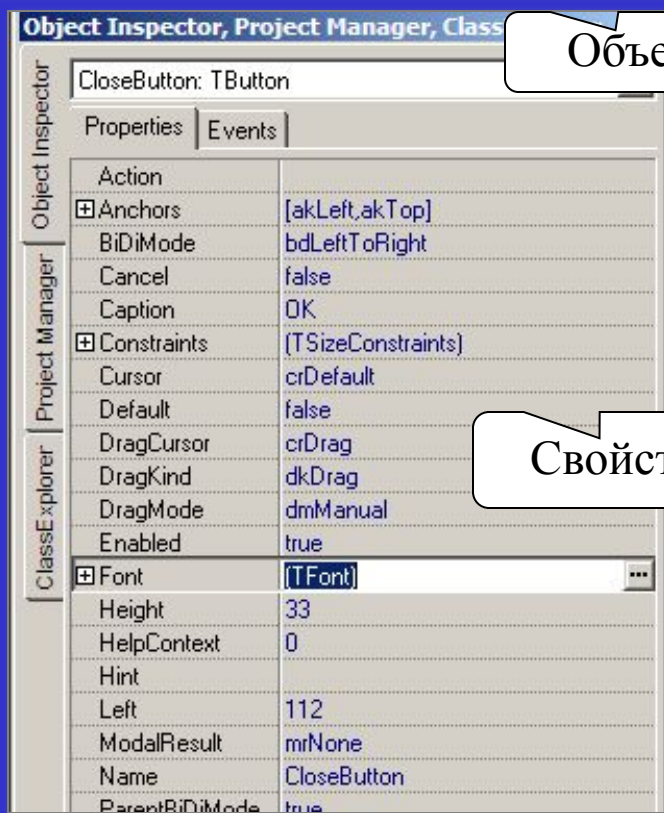 Object Inspector, Project Manager, Class
Объе
CloseButton: TButton
Properties Events
Object Inspector
Project Manager
ClassExplorer
Action
Anchors [akLeft,akTop]
BiDiMode bdLeftToRight
Cancel false
Caption OK
Constraints (TSizeConstraints)
Cursor crDefault
Default false
DragCursor crDrag
Свойст
DragKind dkDrag
DragMode dmManual
Enabled true
Font (TFont) ...
Height 33
HelpContext 0
Hint
Left 112
ModalResult mrNone
Name CloseButton
ParentBiDiMode true